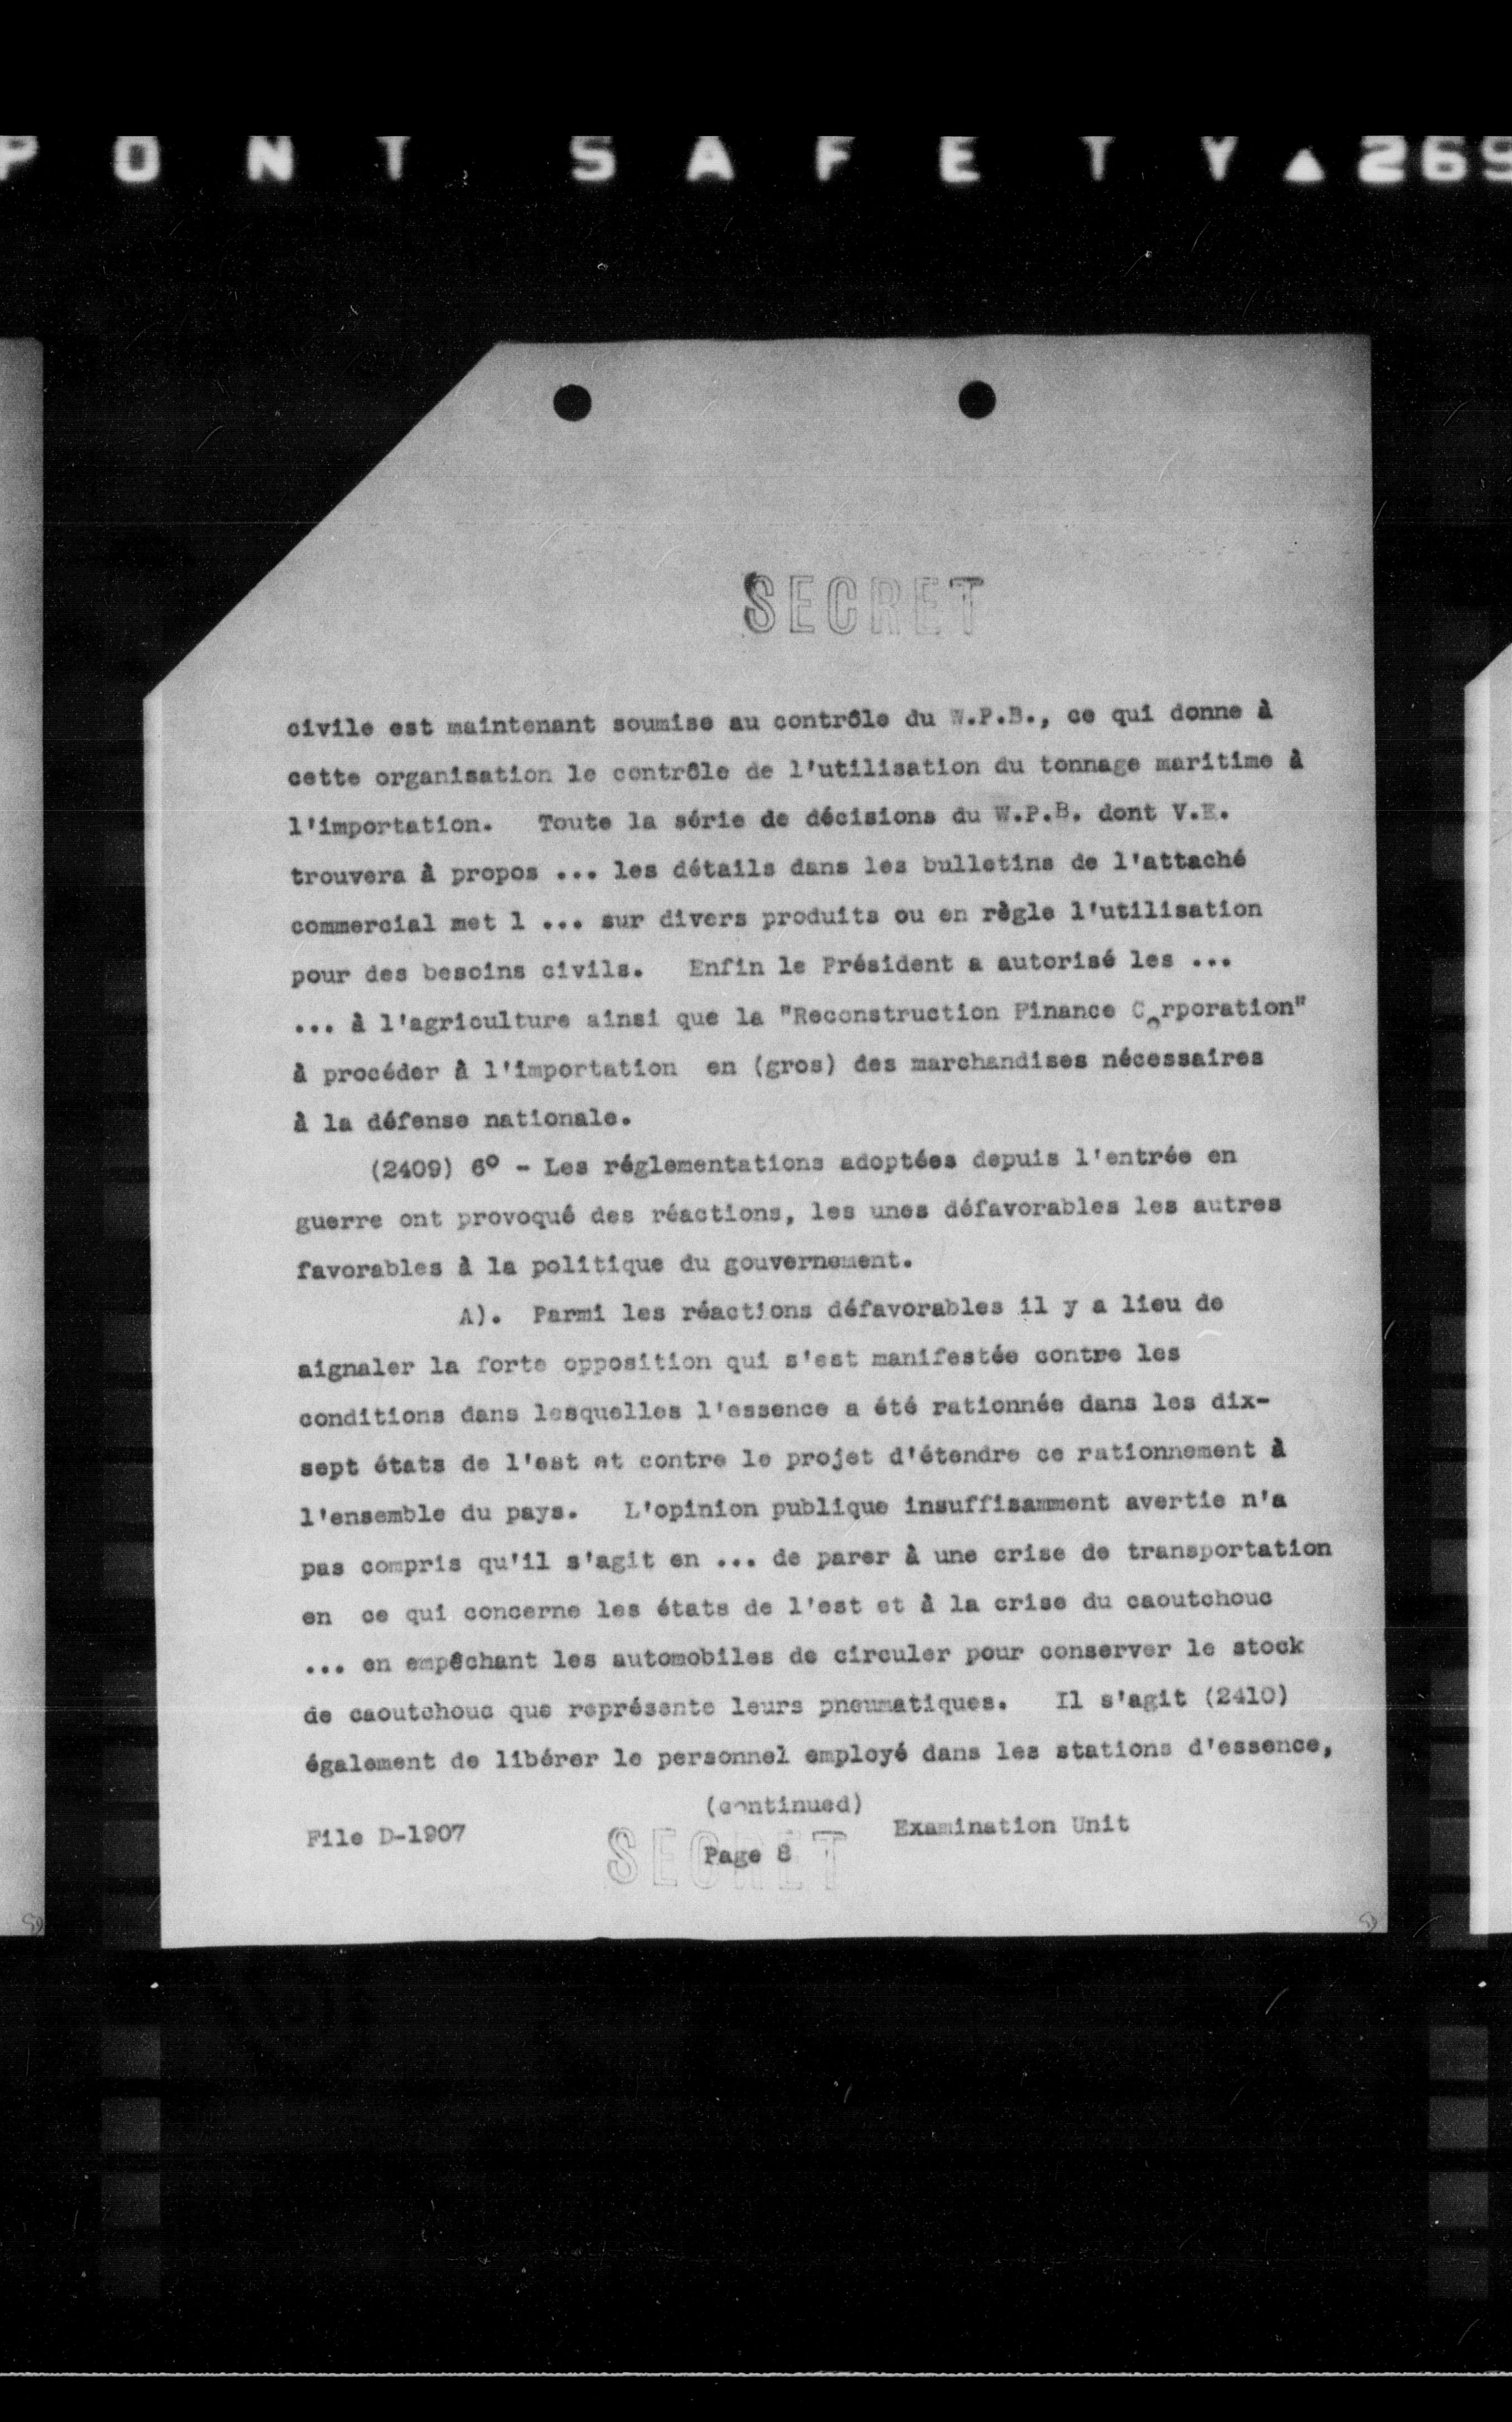 PONT SAFETY▲269
SECRET
civile est maintenant soumise au contrôle du W.P.B., ce qui donne à
cette organisation le contrôle de l'utilisation du tonnage maritime à
l'importation. Toute la série de décisions du W.P.B. dont V.E.
trouvera à propos ... les détails dans les bulletins de l'attaché
commercial met l ... sur divers produits ou en règle l'utilisation
pour des besoins civils. Enfin le Président a autorisé les ...
... à l'agriculture ainsi que la "Reconstruction Finance Corporation"
à procéder à l'importation en (gros) des marchandises nécessaires
à la défense nationale.
(2409) 6º - Les réglementations adoptées depuis l'entrée en
guerre ont provoqué des réactions, les unes défavorables les autres
favorables à la politique du gouvernement.
A). Parmi les réactions défavorables il y a lieu de
aignaler la forte opposition qui s'est manifestée contre les
conditions dans lesquelles l'essence a été rationnée dans les dix-
sept états de l'est et contre le projet d'étendre ce rationnement à
l'ensemble du pays. L'opinion publique insuffisamment avertie n'a
pas compris qu'il s'agit en ... de parer à une crise de transportation
en ce qui concerne les états de l'est et à la crise du caoutchouc
... en empêchant les automobiles de circuler pour conserver le stock
de caoutchouc que représente leurs pneumatiques. Il s'agit (2410)
également de libérer le personnel employé dans les stations d'essence,
(continued)
File D-1907
Examination Unit
Page 8
SECRET